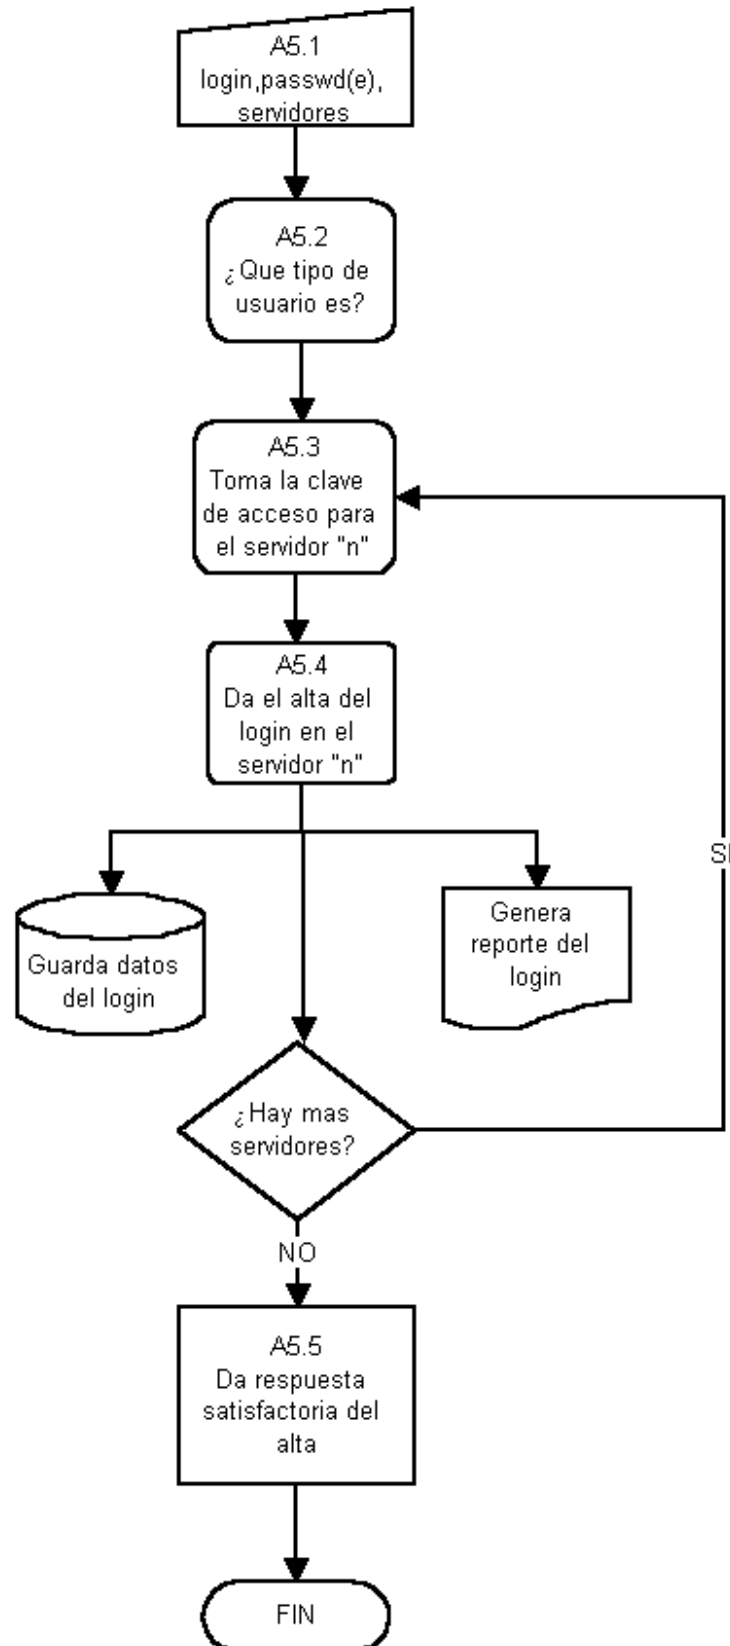 A5.1
login,passwd(e),
servidores
A5.2
¿Que tipo de
usuario es?
A5.3
Toma la clave
de acceso para
el servidor "n"
A5.4
Da el alta del
login en el
servidor "n"
SI
Guarda datos
del login
Genera
reporte del
login
¿Hay mas
servidores?
NO
A5.5
Da respuesta
satisfactoria del
alta
FIN